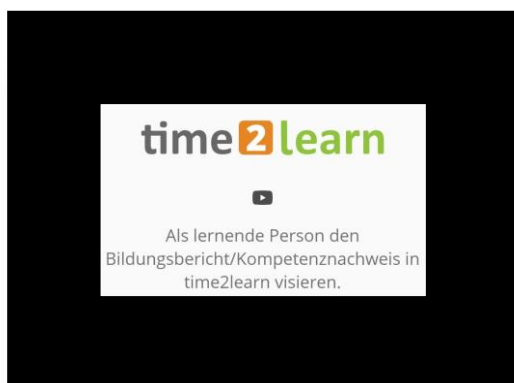 time2learn
Als lernende Person den
Bildungsbericht/Kompetenznachweis in
time2learn visieren.